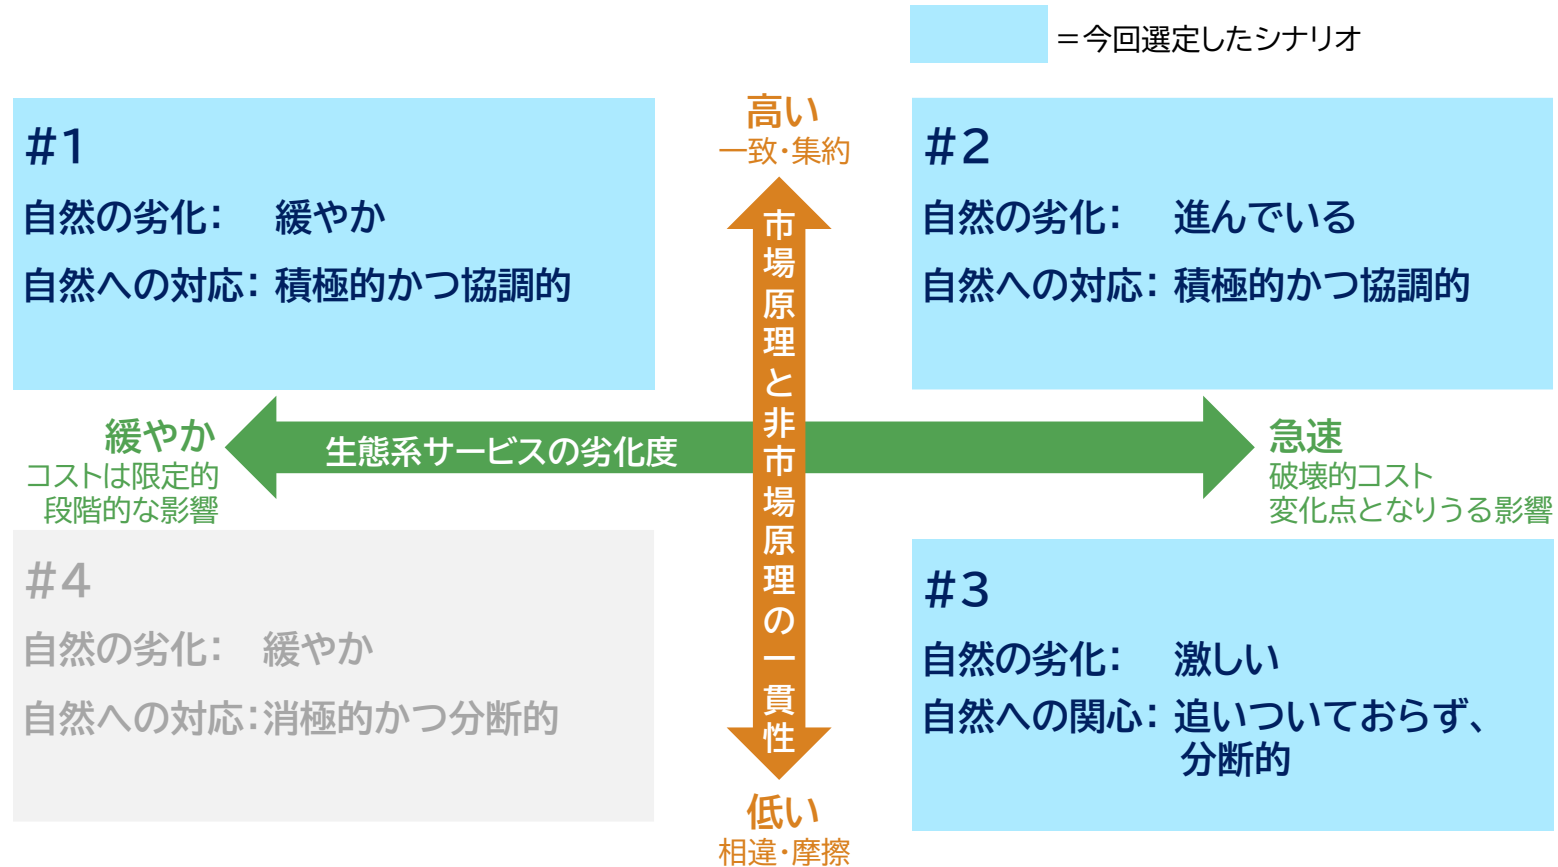 ＝今回選定したシナリオ
#1
自然の劣化：　緩やか
自然への対応：積極的かつ協調的
高い
一致・集約
#2
自然の劣化：　進んでいる
自然への対応：積極的かつ協調的
市場原理と非市場原理の一貫性
緩やか
コストは限定的
段階的な影響
生態系サービスの劣化度
急速
破壊的コスト
変化点となりうる影響
#4
自然の劣化：　緩やか
自然への対応：消極的かつ分断的
#3
自然の劣化：　激しい
自然への関心：追いついておらず、
分断的
低い
相違・摩擦